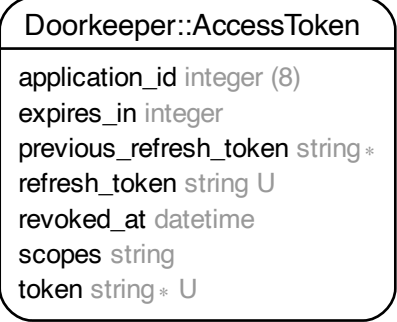 Doorkeeper::AccessToken
application_id integer (8)
expires_in integer
previous_refresh_token string *
refresh_token string U
revoked_at datetime
scopes string
token string * U